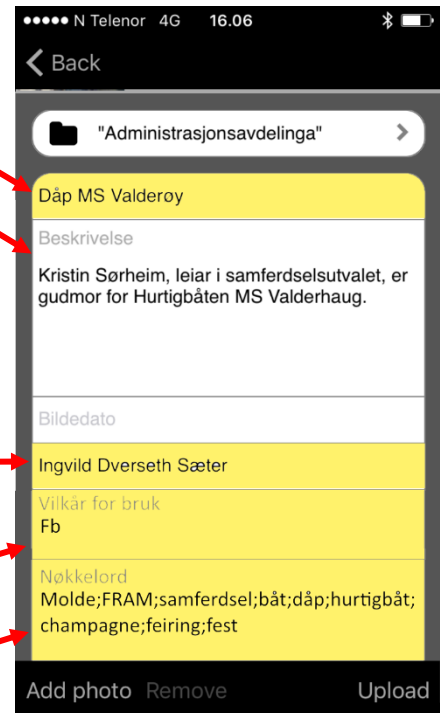 N Telenor 4G 16.06
Back
"Administrasjonsavdelinga"
Dåp MS Valderøy
Beskrivelse
Kristin Sørheim, leiar i samferdselsutvalet, er
gudmor for Hurtigbåten MS Valderhaug.
Bildedato
Ingvild Dverseth Sæter
Vilkår for bruk
Fb
Nøkkelord
Molde;FRAM;samferdsel;båt;dåp;hurtigbåt;
champagne;feiring;fest
Add photo Remove Upload